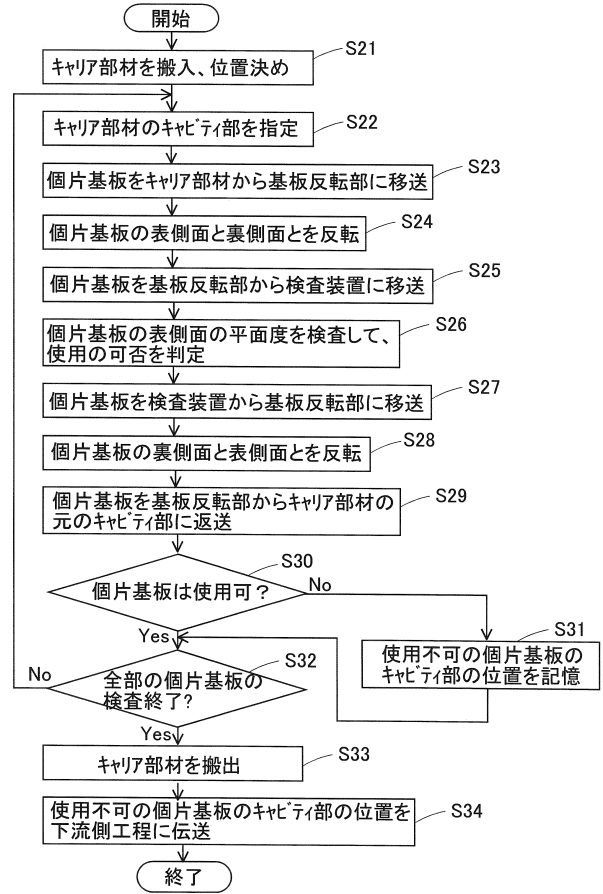 開始
キャリア部材を搬入、位置決め
S21
キャリア部材のキャビティ部を指定
S22
個片基板をキャリア部材から基板反転部に移送
S23
個片基板の表側面と裏側面とを反転
S24
個片基板を基板反転部から検査装置に移送
S25
個片基板の表側面の平面度を検査して、
使用の可否を判定
S26
個片基板を検査装置から基板反転部に移送
S27
個片基板の裏側面と表側面とを反転
S28
個片基板を基板反転部からキャリア部材の
元のキャビティ部に返送
S29
個片基板は使用可？
S30
No
Yes
使用不可の個片基板の
キャビティ部の位置を記憶
S31
全部の個片基板の
検査終了?
S32
No
Yes
キャリア部材を搬出
S33
使用不可の個片基板のキャビティ部の位置を
下流側工程に伝送
S34
終了